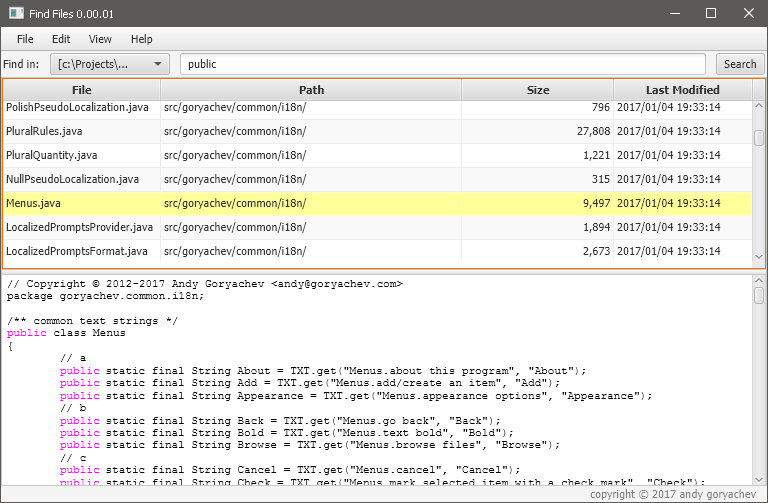 Find Files 0.00.01
File Edit View Help
Find in: [c:\Projects\... public Search
File Path Size Last Modified
PolishPseudoLocalization.java src/goryachev/common/i18n/ 796 2017/01/04 19:33:14
PluralRules.java src/goryachev/common/i18n/ 27,808 2017/01/04 19:33:14
PluralQuantity.java src/goryachev/common/i18n/ 1,221 2017/01/04 19:33:14
NullPseudoLocalization.java src/goryachev/common/i18n/ 315 2017/01/04 19:33:14
Menus.java src/goryachev/common/i18n/ 9,497 2017/01/04 19:33:14
LocalizedPromptsProvider.java src/goryachev/common/i18n/ 1,894 2017/01/04 19:33:14
LocalizedPromptsFormat.java src/goryachev/common/i18n/ 2,673 2017/01/04 19:33:14
// Copyright © 2012-2017 Andy Goryachev <andy@goryachev.com>
package goryachev.common.i18n;
/** common text strings */
public class Menus
{
// a
public static final String About = TXT.get("Menus.about this program", "About");
public static final String Add = TXT.get("Menus.add/create an item", "Add");
public static final String Appearance = TXT.get("Menus.appearance options", "Appearance");
// b
public static final String Back = TXT.get("Menus.go back", "Back");
public static final String Bold = TXT.get("Menus.text bold", "Bold");
public static final String Browse = TXT.get("Menus.browse files", "Browse");
// c
public static final String Cancel = TXT.get("Menus.cancel", "Cancel");
public static final String Check = TXT.get("Menus.mark selected item with a check mark", "Check");
copyright © 2017 andy goryachev